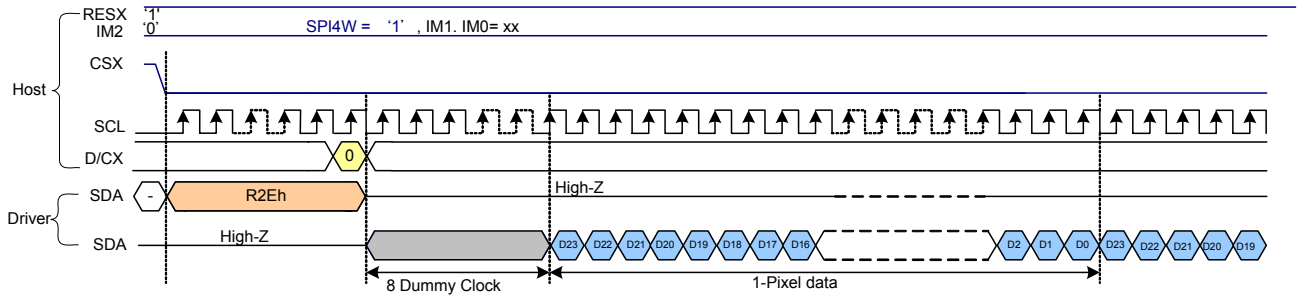 RESX '1'
IM2 '0' SPI4W = '1' , IM1. IM0= xx
CSX
Host
SCL
D/CX 0
SDA - R2Eh High-Z
Driver
SDA High-Z D23 D22 D21 D20 D19 D18 D17 D16 D2 D1 D0 D23 D22 D21 D20 D19
8 Dummy Clock 1-Pixel data